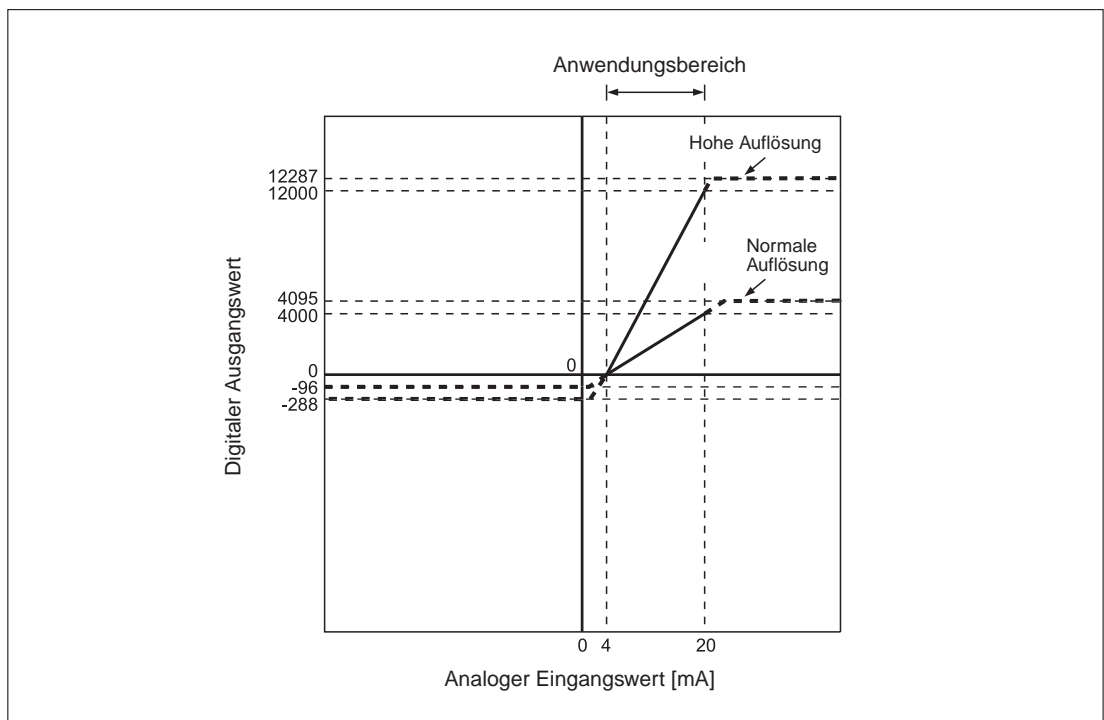 Anwendungsbereich
Hohe Auflösung
12287
12000
Normale
Auflösung
Digitaler Ausgangswert
4095
4000
0
0
-96
-288
0 4 20
Analoger Eingangswert [mA]